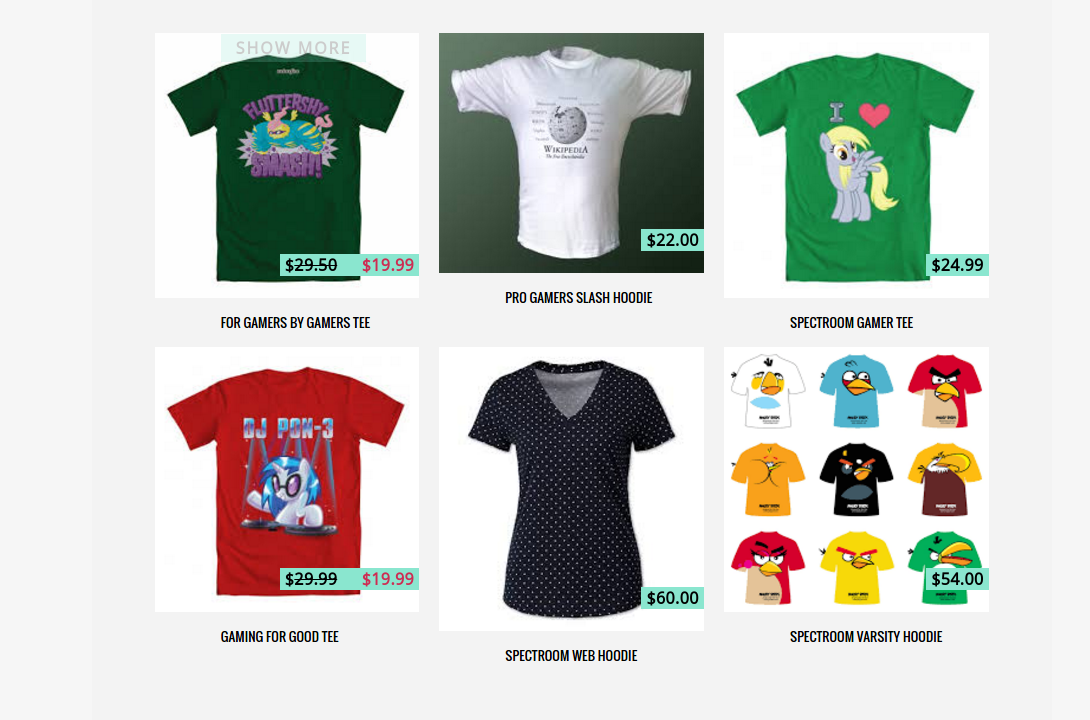 SHOW MORE
FLUTTERSHY
SMASH!
$29.50 $19.99
FOR GAMERS BY GAMERS TEE
WIKIPEDIA
The Free Encyclopedia
$22.00
PRO GAMERS SLASH HOODIE
I
$24.99
SPECTROOM GAMER TEE
DJ PON-3
$29.99 $19.99
GAMING FOR GOOD TEE
$60.00
SPECTROOM WEB HOODIE
$54.00
SPECTROOM VARSITY HOODIE